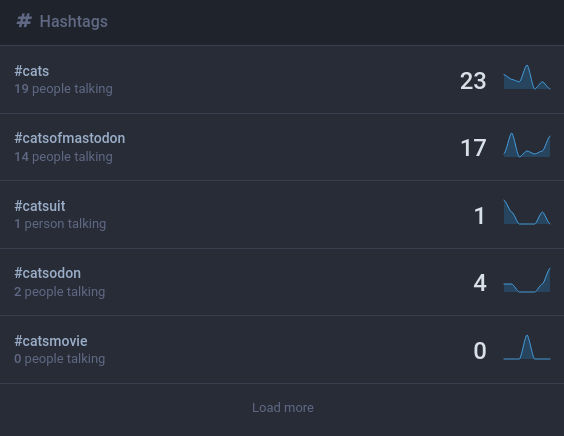 # Hashtags
#cats
19 people talking
23
#catsofmastodon
14 people talking
17
#catsuit
1 person talking
1
#catsodon
2 people talking
4
#catsmovie
0 people talking
0
Load more